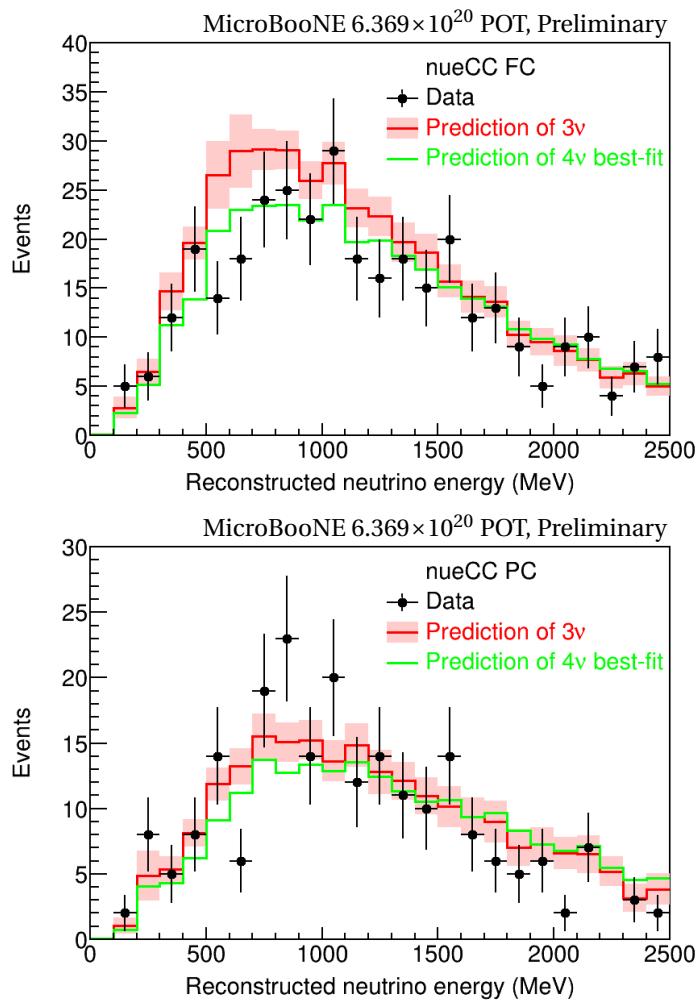 MicroBooNE 6.369×10²⁰ POT, Preliminary
40
35
30
25
20
15
10
5
0
Events
nueCC FC
Data
Prediction of 3ν
Prediction of 4ν best-fit
0 500 1000 1500 2000 2500
Reconstructed neutrino energy (MeV)
MicroBooNE 6.369×10²⁰ POT, Preliminary
30
25
20
15
10
5
0
Events
nueCC PC
Data
Prediction of 3ν
Prediction of 4ν best-fit
0 500 1000 1500 2000 2500
Reconstructed neutrino energy (MeV)